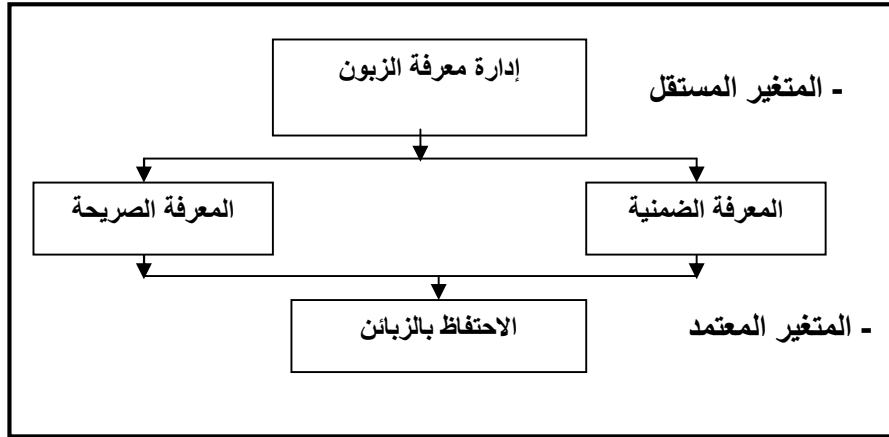 إدارة معرفة الزبون
- المتغير المستقل
المعرفة الضمنية
المعرفة الصريحة
الاحتفاظ بالزبائن
- المتغير المعتمد